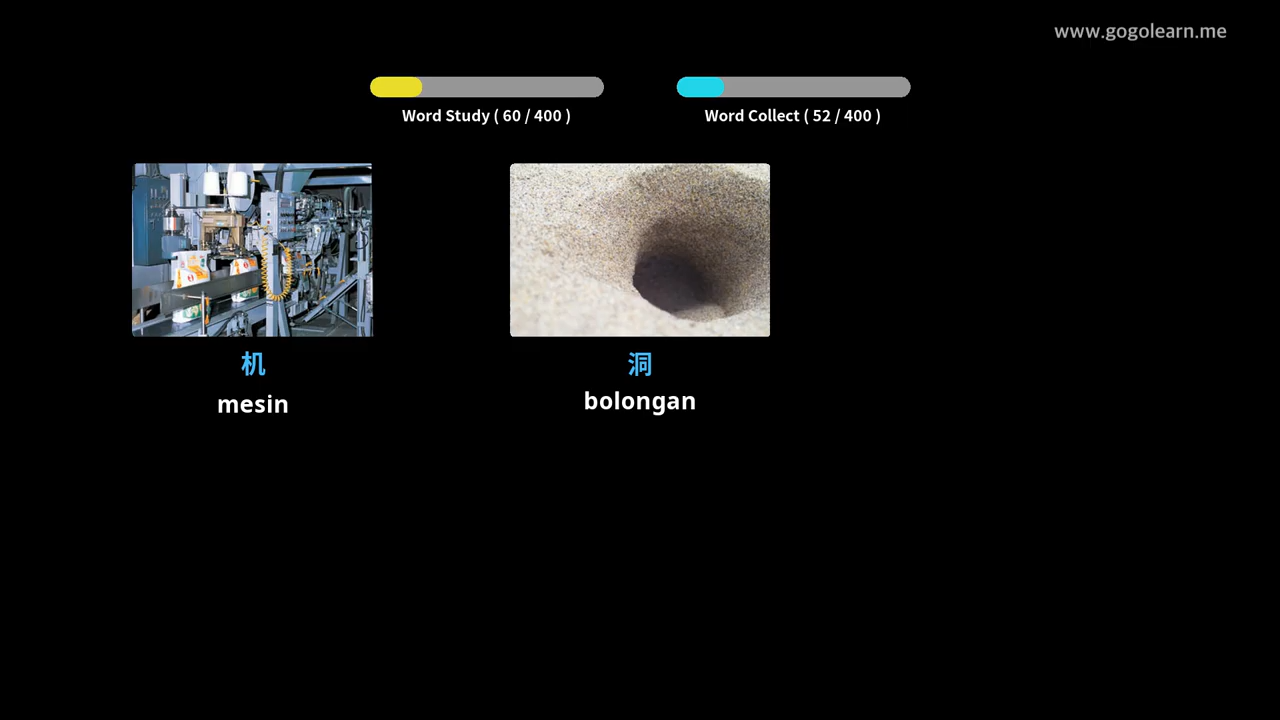 www.gogolearn.me
Word Study ( 60 / 400 )
Word Collect ( 52 / 400 )
机
mesin
洞
bolongan